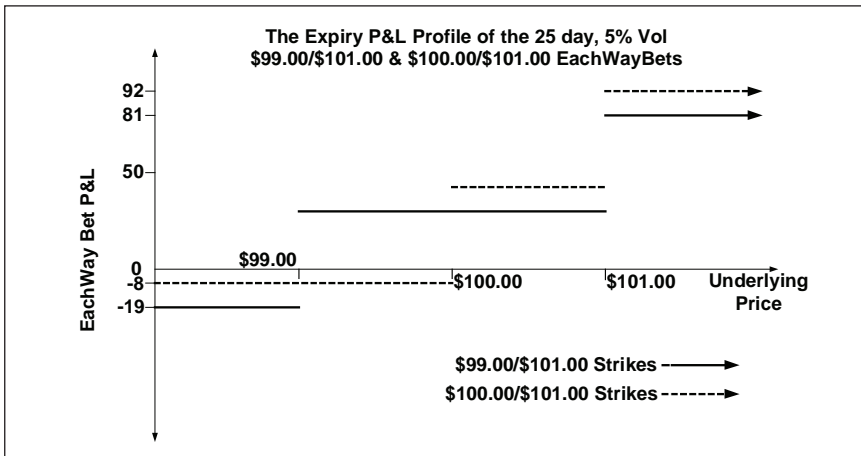 The Expiry P&L Profile of the 25 day, 5% Vol
$99.00/$101.00 & $100.00/$101.00 EachWayBets
92
81
50
EachWay Bet P&L
$99.00
0
-8
$100.00
$101.00
Underlying
Price
-19
$99.00/$101.00 Strikes
$100.00/$101.00 Strikes